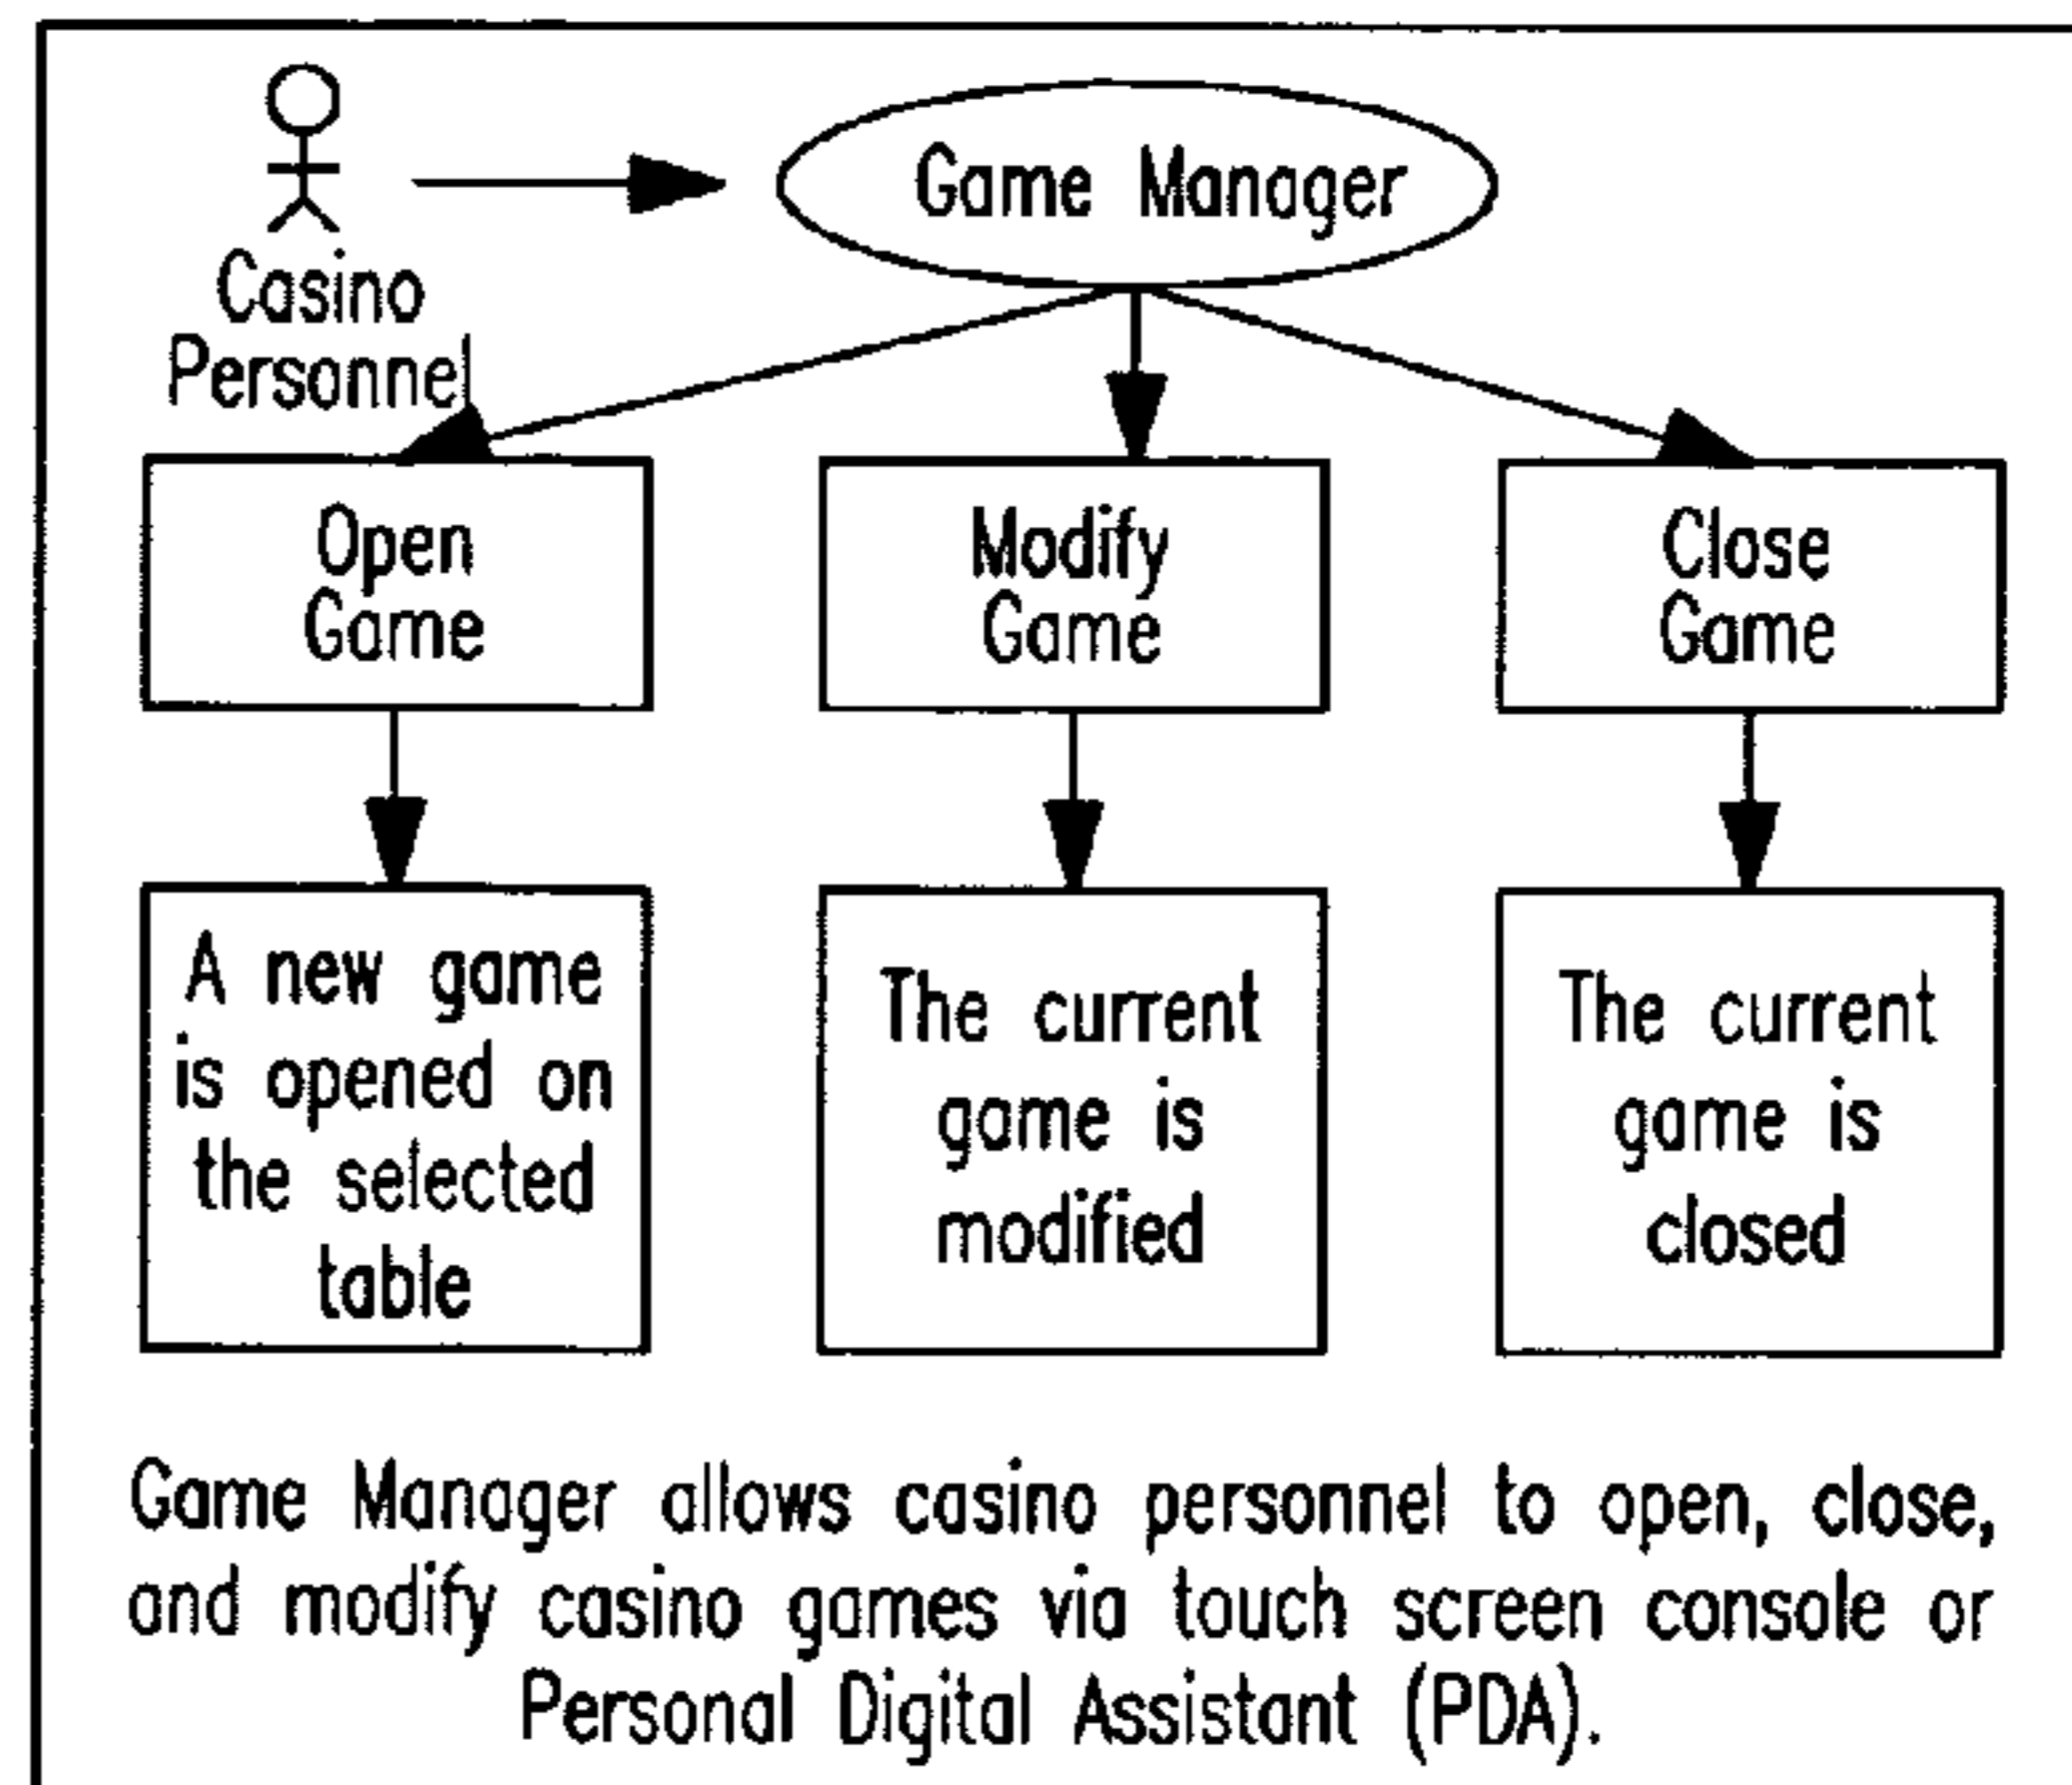 Game Manager
Casino
Personnel
Open
Game
Modify
Game
Close
Game
A new game
is opened on
the selected
table
The current
game is
modified
The current
game is
closed
Game Manager allows casino personnel to open, close,
and modify casino games via touch screen console or
Personal Digital Assistant (PDA).